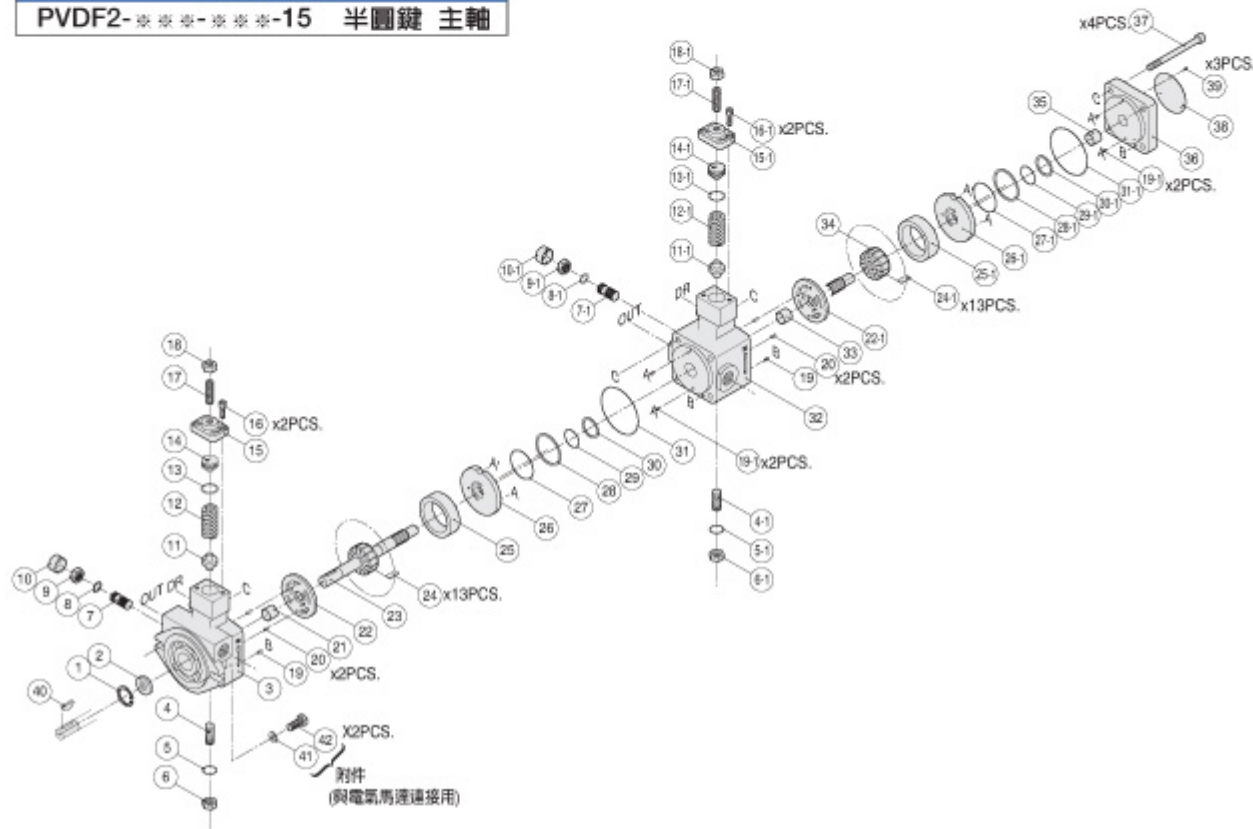 PVDF2-※※※-※※※-15 半圓鍵 主軸
x4PCS. 37
18-1
17-1
16-1 x2PCS.
15-1
14-1
13-1
12-1
11-1
10-1
9-1
8-1
7-1
OUT
DR
C
C
A
B
A
19-1 x2PCS.
32
19
20 x2PCS.
B
33
22-1
34
24-1 x13PCS.
25-1
26-1
A
A
27-1
28-1
29-1
30-1
31-1
35
C
A
A
B
19-1 x2PCS.
36
38
39
x3PCS.
4-1
5-1
6-1
18
17
16 x2PCS.
15
14
13
12
11
10
9
8
7
OUT DR
C
B
1
2
3
40
4
5
6
19
20 x2PCS.
21
22
23
24 x13PCS.
25
26
A
A
27
28
29
30
31
42 X2PCS.
41
附件
(與電氣馬達連接用)